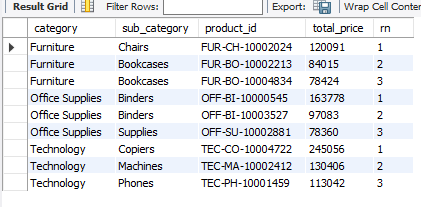 Result Grid Filter Rows: Export: Wrap Cell Conter
category sub_category product_id total_price rn
Furniture Chairs FUR-CH-10002024 120091 1
Furniture Bookcases FUR-BO-10002213 84015 2
Furniture Bookcases FUR-BO-10004834 78424 3
Office Supplies Binders OFF-BI-10000545 163778 1
Office Supplies Binders OFF-BI-10003527 97083 2
Office Supplies Supplies OFF-SU-10002881 78360 3
Technology Copiers TEC-CO-10004722 245056 1
Technology Machines TEC-MA-10002412 130406 2
Technology Phones TEC-PH-10001459 113042 3